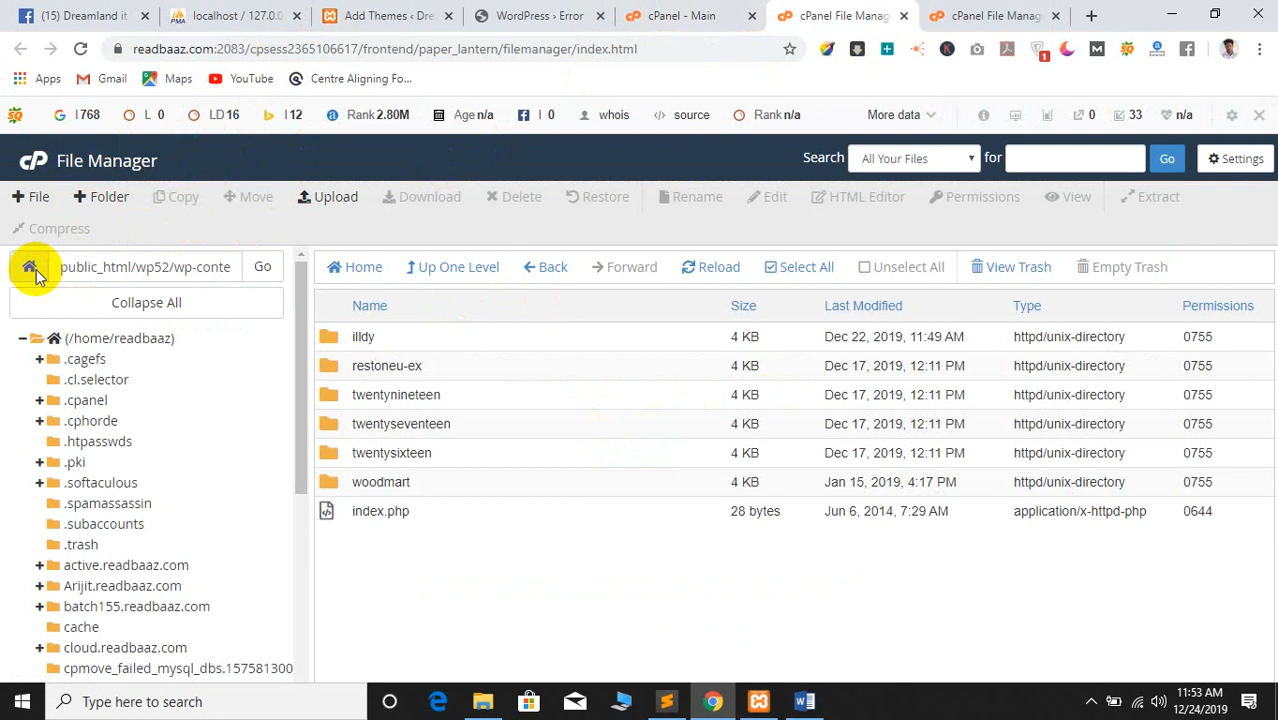 (15) Dreamland it
localhost / 127.0.0
Add Themes ‹ Dre
WordPress › Error
cPanel - Main
cPanel File Manag
cPanel File Manag
readbaaz.com:2083/cpsess2365106617/frontend/paper_lantern/filemanager/index.html
Apps Gmail Maps YouTube Centre Aligning Fo...
I 768 L 0 LD 16 I 12 Rank 2.80M Age n/a I 0 whois source Rank n/a More data 0 33 n/a
cP File Manager
Search All Your Files for Go Settings
File Folder Copy Move Upload Download Delete Restore Rename Edit HTML Editor Permissions View Extract
Compress
public_html/wp52/wp-conte Go
Home Up One Level Back Forward Reload Select All Unselect All View Trash Empty Trash
Collapse All
Name Size Last Modified Type Permissions
(/home/readbaaz)
.cagefs
.cl.selector
.cpanel
.cphorde
.htpasswds
.pki
.softaculous
.spamassassin
.subaccounts
.trash
active.readbaaz.com
Arijit.readbaaz.com
batch155.readbaaz.com
cache
cloud.readbaaz.com
cpmove_failed_mysql_dbs.157581300
illdy 4 KB Dec 22, 2019, 11:49 AM httpd/unix-directory 0755
restoneu-ex 4 KB Dec 17, 2019, 12:11 PM httpd/unix-directory 0755
twentynineteen 4 KB Dec 17, 2019, 12:11 PM httpd/unix-directory 0755
twentyseventeen 4 KB Dec 17, 2019, 12:11 PM httpd/unix-directory 0755
twentysixteen 4 KB Dec 17, 2019, 12:11 PM httpd/unix-directory 0755
woodmart 4 KB Jan 15, 2019, 4:17 PM httpd/unix-directory 0755
index.php 28 bytes Jun 6, 2014, 7:29 AM application/x-httpd-php 0644
Type here to search
11:53 AM
12/24/2019